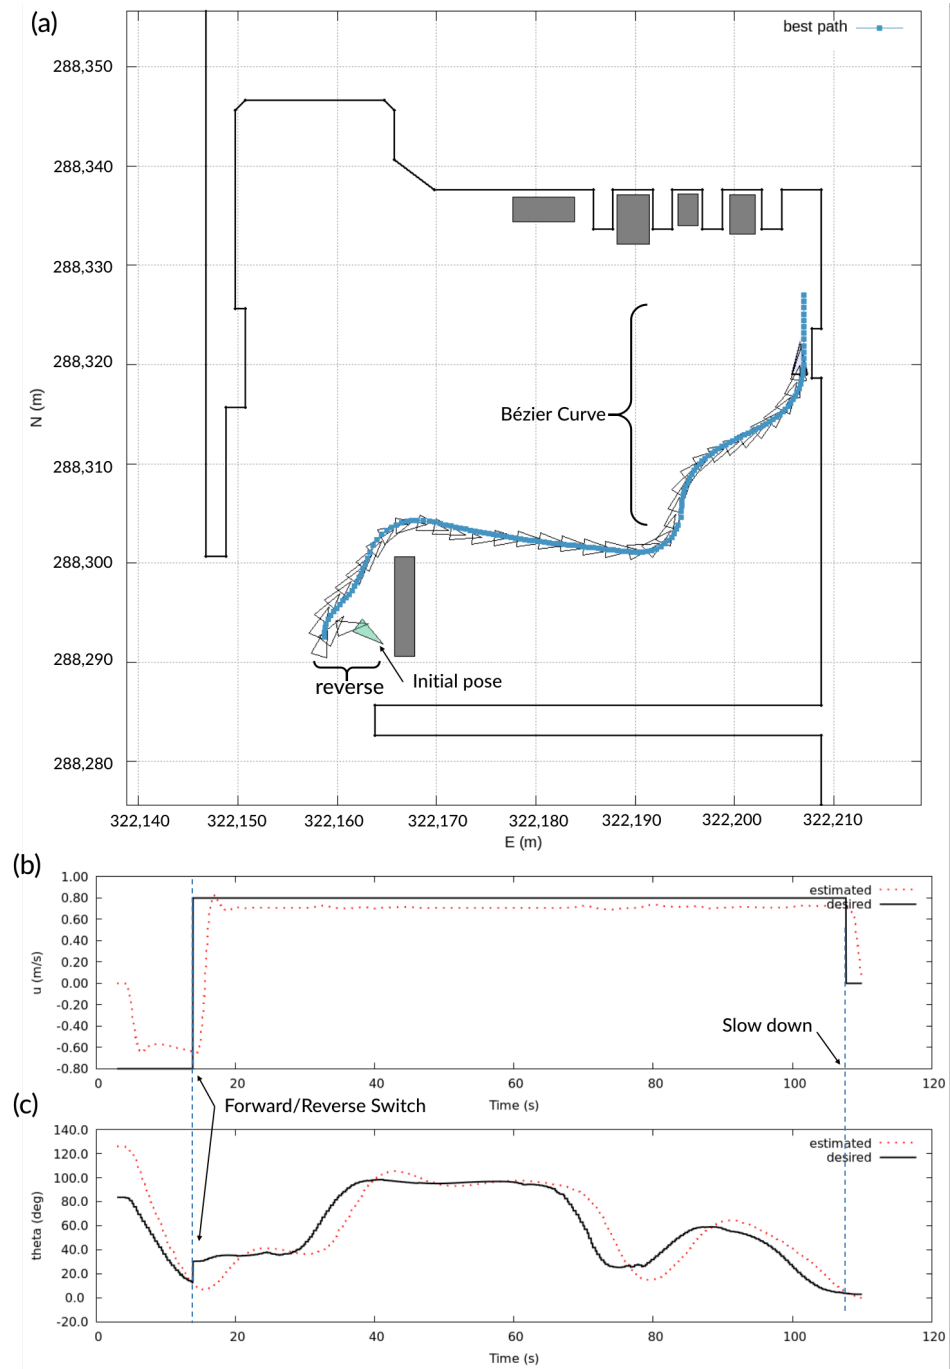 (a)
best path
288,350
288,340
288,330
288,320
288,310
288,300
288,290
288,280
N (m)
Bézier Curve
reverse
Initial pose
322,140 322,150 322,160 322,170 322,180 322,190 322,200 322,210
E (m)
(b)
1.00
0.80
0.60
0.40
0.20
0.00
-0.20
-0.40
-0.60
-0.80
u (m/s)
estimated
desired
Slow down
0 20 40 60 80 100 120
Time (s)
Forward/Reverse Switch
(c)
140.0
120.0
100.0
80.0
60.0
40.0
20.0
0.0
-20.0
theta (deg)
estimated
desired
0 20 40 60 80 100 120
Time (s)